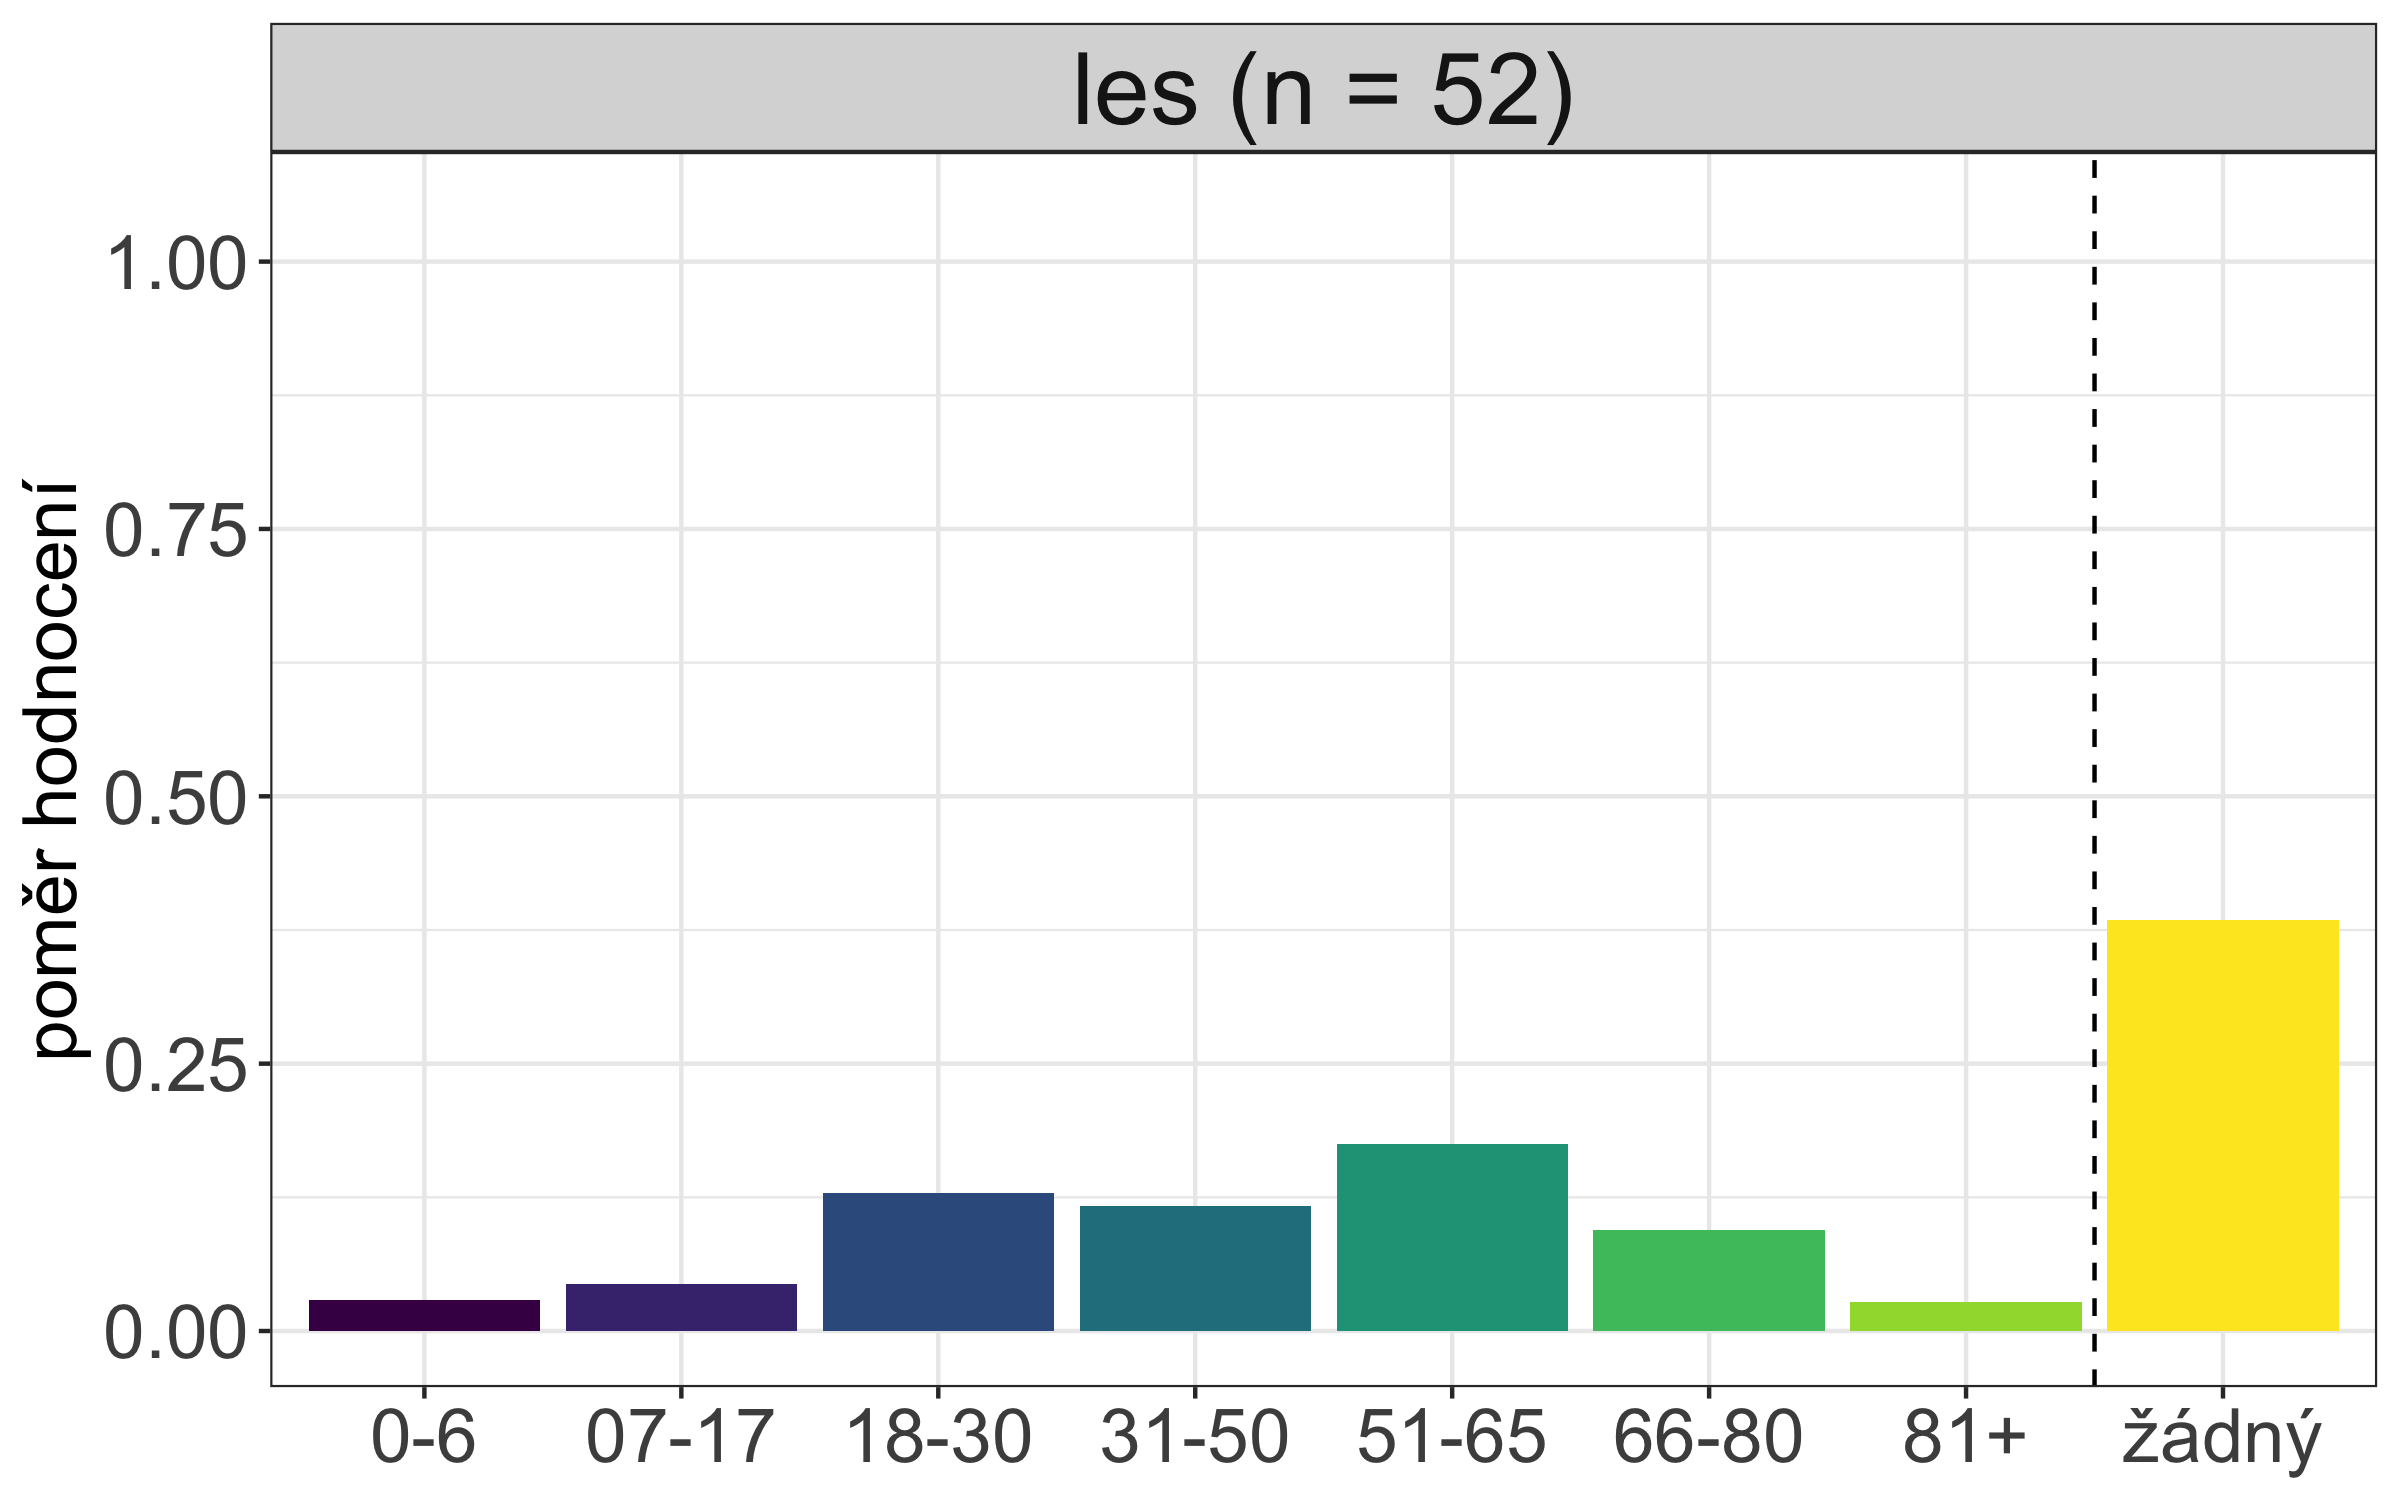 les (n = 52)
poměr hodnocení
1.00
0.75
0.50
0.25
0.00
0-6 07-17 18-30 31-50 51-65 66-80 81+ žádný